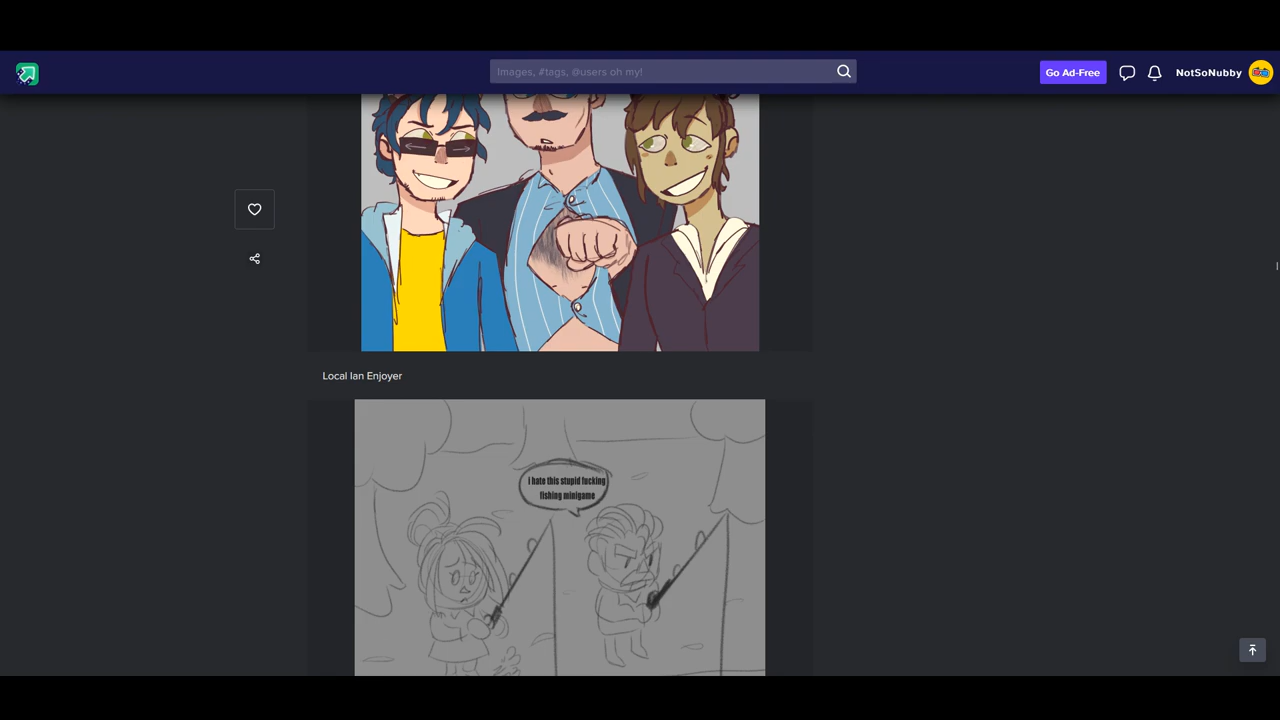 Images, #tags, @users oh my!
Go Ad-Free
NotSoNubby
Local Ian Enjoyer
i hate this stupid fucking
fishing minigame